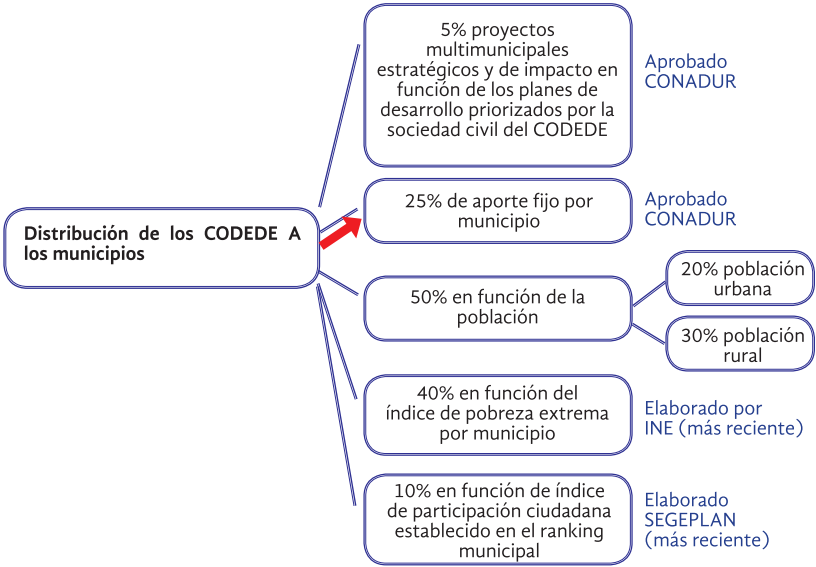 5% proyectos
multimunicipales
estratégicos y de impacto en
función de los planes de
desarrollo priorizados por la
sociedad civil del CODEDE
Aprobado
CONADUR
25% de aporte fijo por
municipio
Aprobado
CONADUR
Distribución de los CODEDE A
los municipios
50% en función de la
población
20% población
urbana
30% población
rural
40% en función del
índice de pobreza extrema
por municipio
Elaborado por
INE (más reciente)
10% en función de índice
de participación ciudadana
establecido en el ranking
municipal
Elaborado
SEGEPLAN
(más reciente)